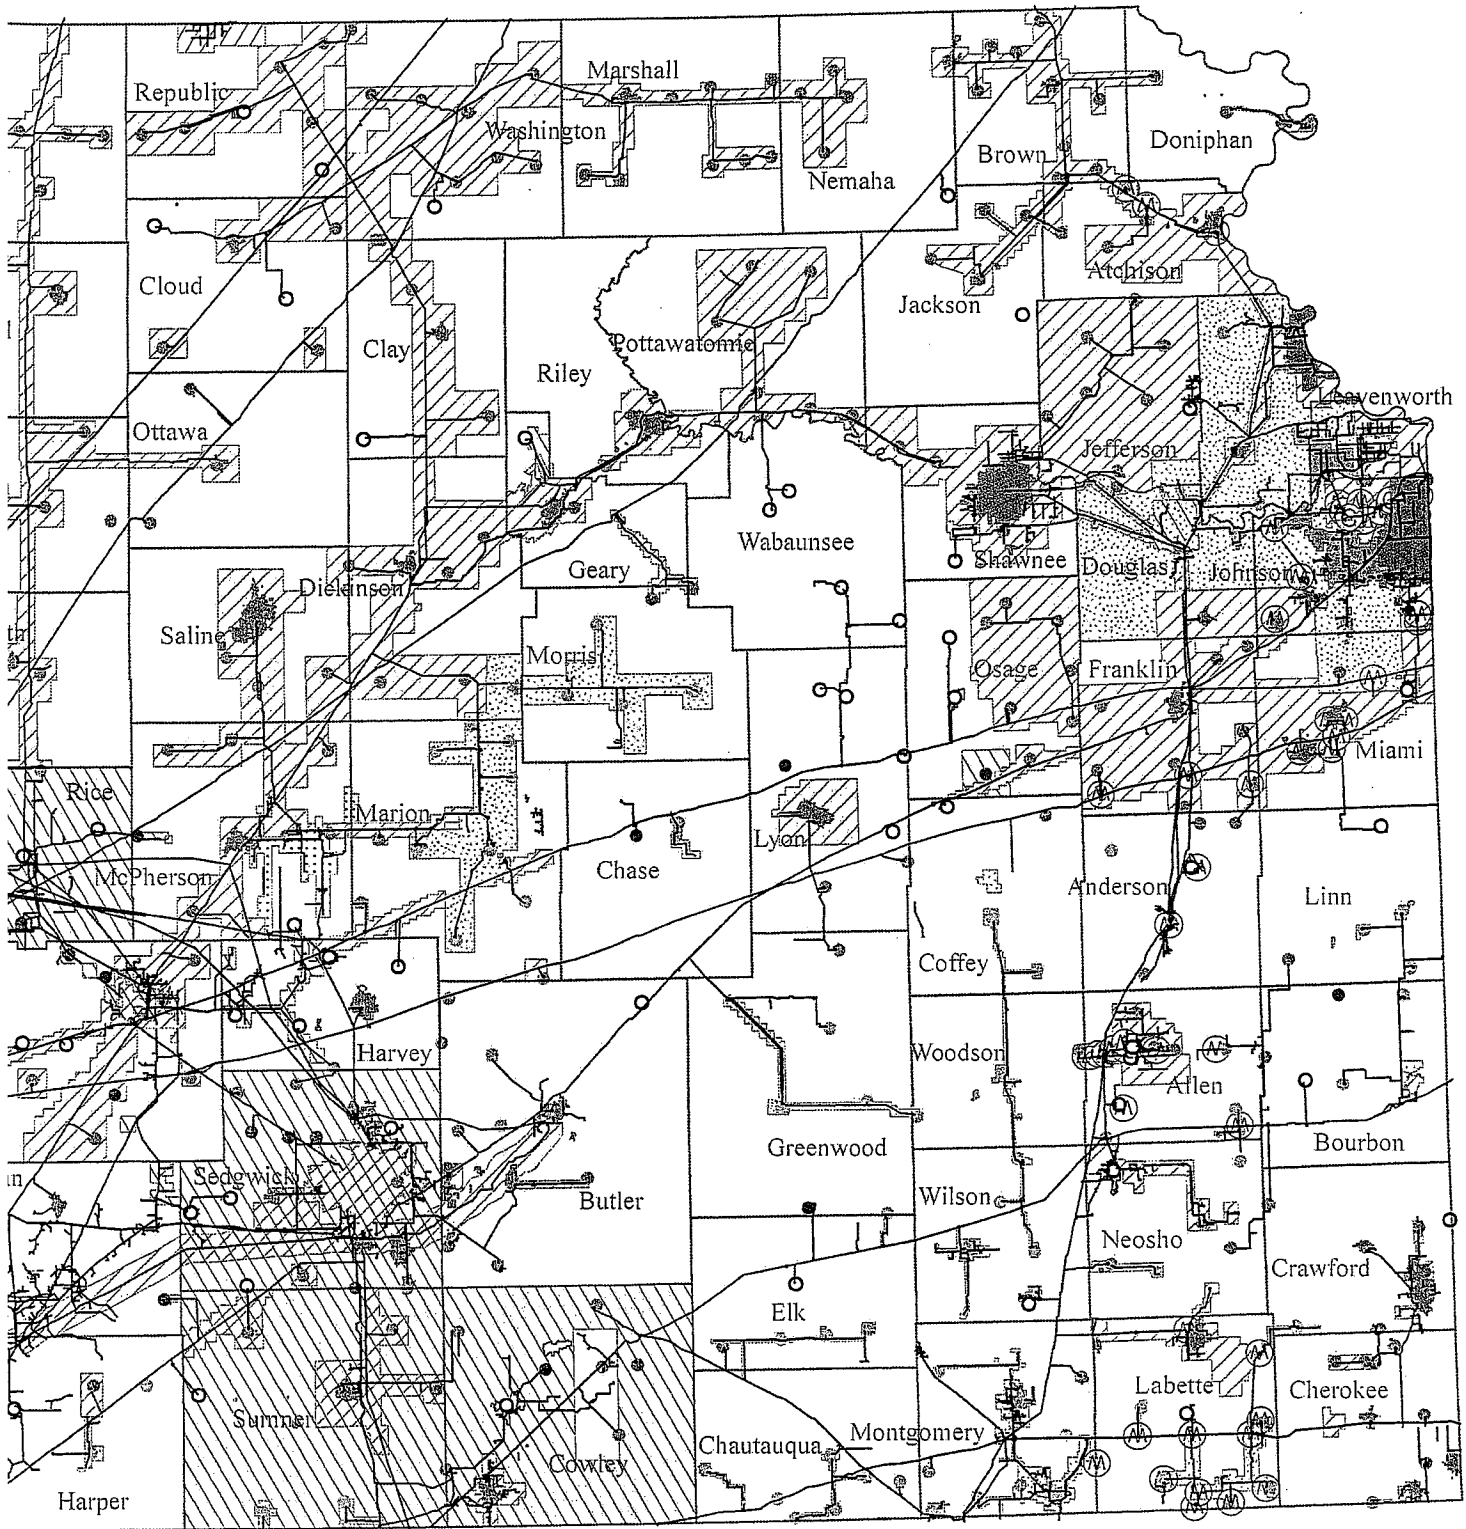 Marshall
Republic
Washington
Doniphan
Brown
Nemaha
Atchison
Cloud
Jackson
Pottawatomie
Clay
Riley
Leavenworth
Ottawa
Jefferson
Wabaunsee
Shawnee
Geary
Douglas
Johnson
Dickinson
Saline
Morris
Osage
Franklin
Miami
Rice
Marion
Lyon
Chase
McPherson
Anderson
Linn
Coffey
Harvey
Woodson
Allen
Greenwood
Bourbon
Sedgwick
Butler
Wilson
Neosho
Crawford
Elk
Labette
Cherokee
Sumner
Chautauqua
Montgomery
Cowley
Harper